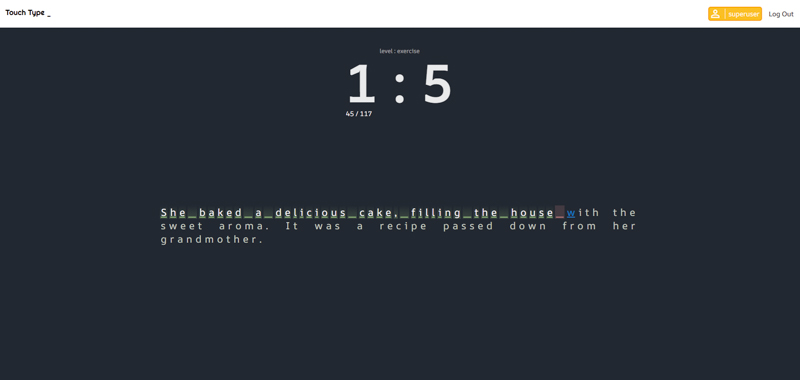 Touch Type _
superuser
Log Out
level : exercise
1 : 5
45 / 117
She_baked_a_delicious_cake,_filling_the_house_with the
sweet aroma. It was a recipe passed down from her
grandmother.